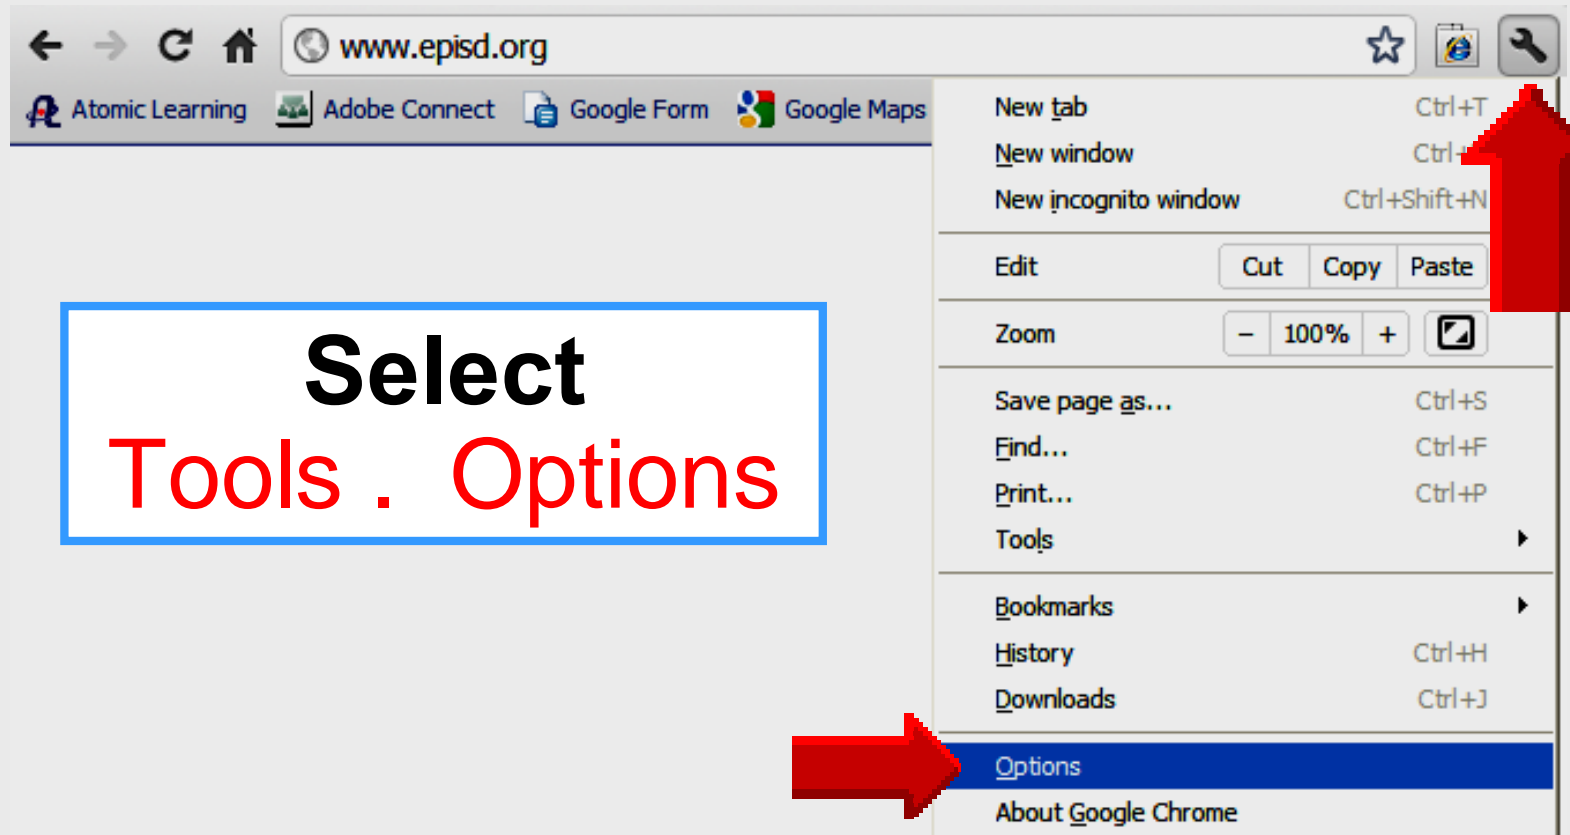 www.episd.org
Atomic Learning Adobe Connect Google Form Google Maps
New tab Ctrl+T
New window Ctrl+
New incognito window Ctrl+Shift+N
Edit Cut Copy Paste
Zoom - 100% +
Select
Tools . Options
Save page as... Ctrl+S
Find... Ctrl+F
Print... Ctrl+P
Tools
Bookmarks
History Ctrl+H
Downloads Ctrl+J
Options
About Google Chrome